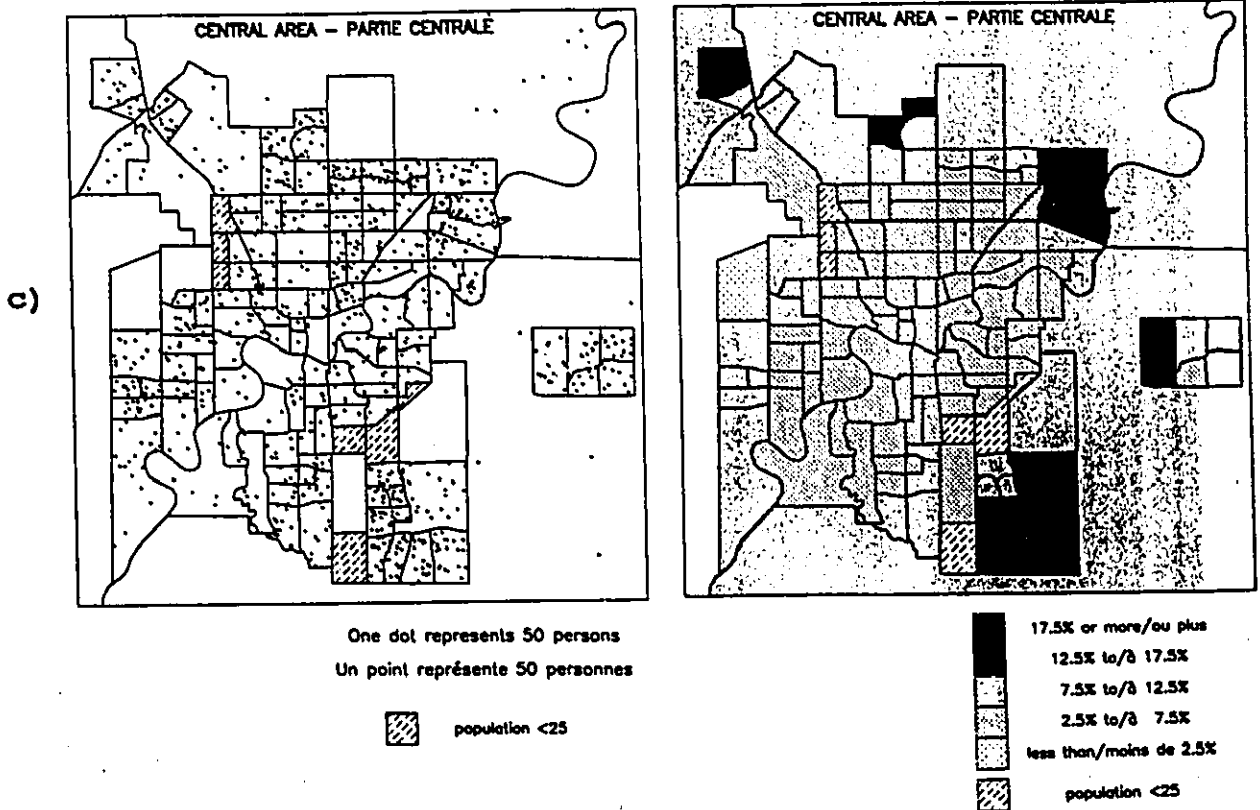 CENTRAL AREA – PARTIE CENTRALE
CENTRAL AREA – PARTIE CENTRALE
c)
One dot represents 50 persons
Un point représente 50 personnes
population <25
17.5% or more/ou plus
12.5% to/à 17.5%
7.5% to/à 12.5%
2.5% to/à 7.5%
less than/moins de 2.5%
population <25